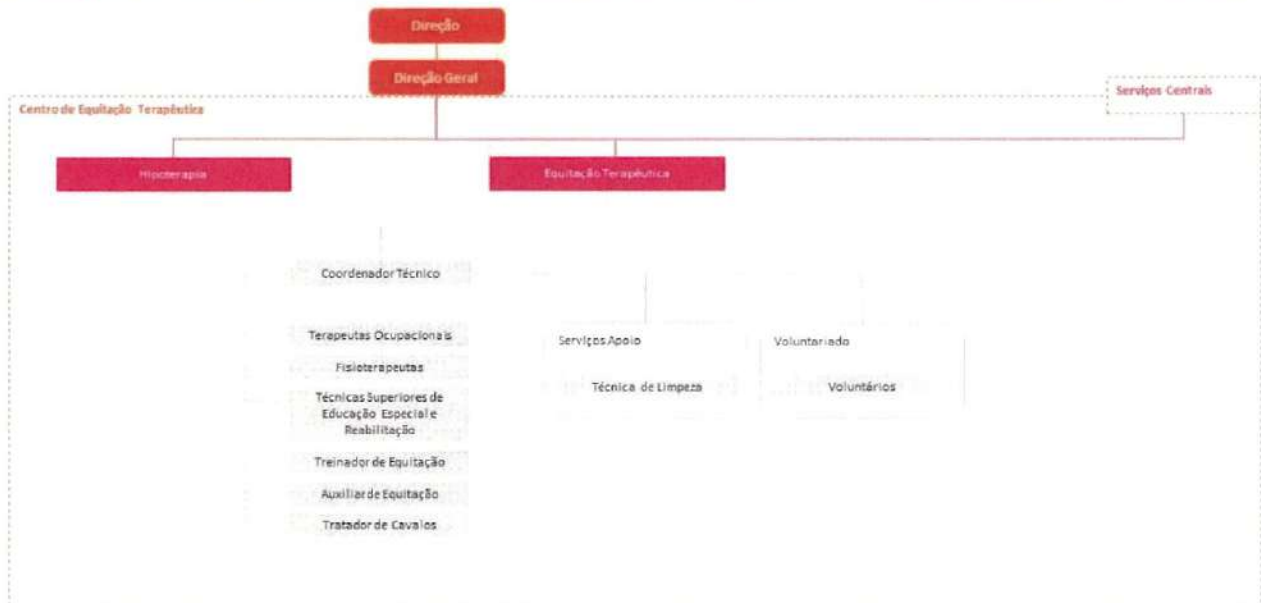 Direção
Direção Geral
Serviços Centrais
Centro de Equitação Terapêutica
Hipoterapia
Equitação Terapêutica
Coordenador Técnico
Terapeutas Ocupacionais
Fisioterapeutas
Técnicas Superiores de
Educação Especial e
Reabilitação
Treinador de Equitação
Auxiliar de Equitação
Tratador de Cavalos
Serviços Apoio
Técnica de Limpeza
Voluntariado
Voluntários